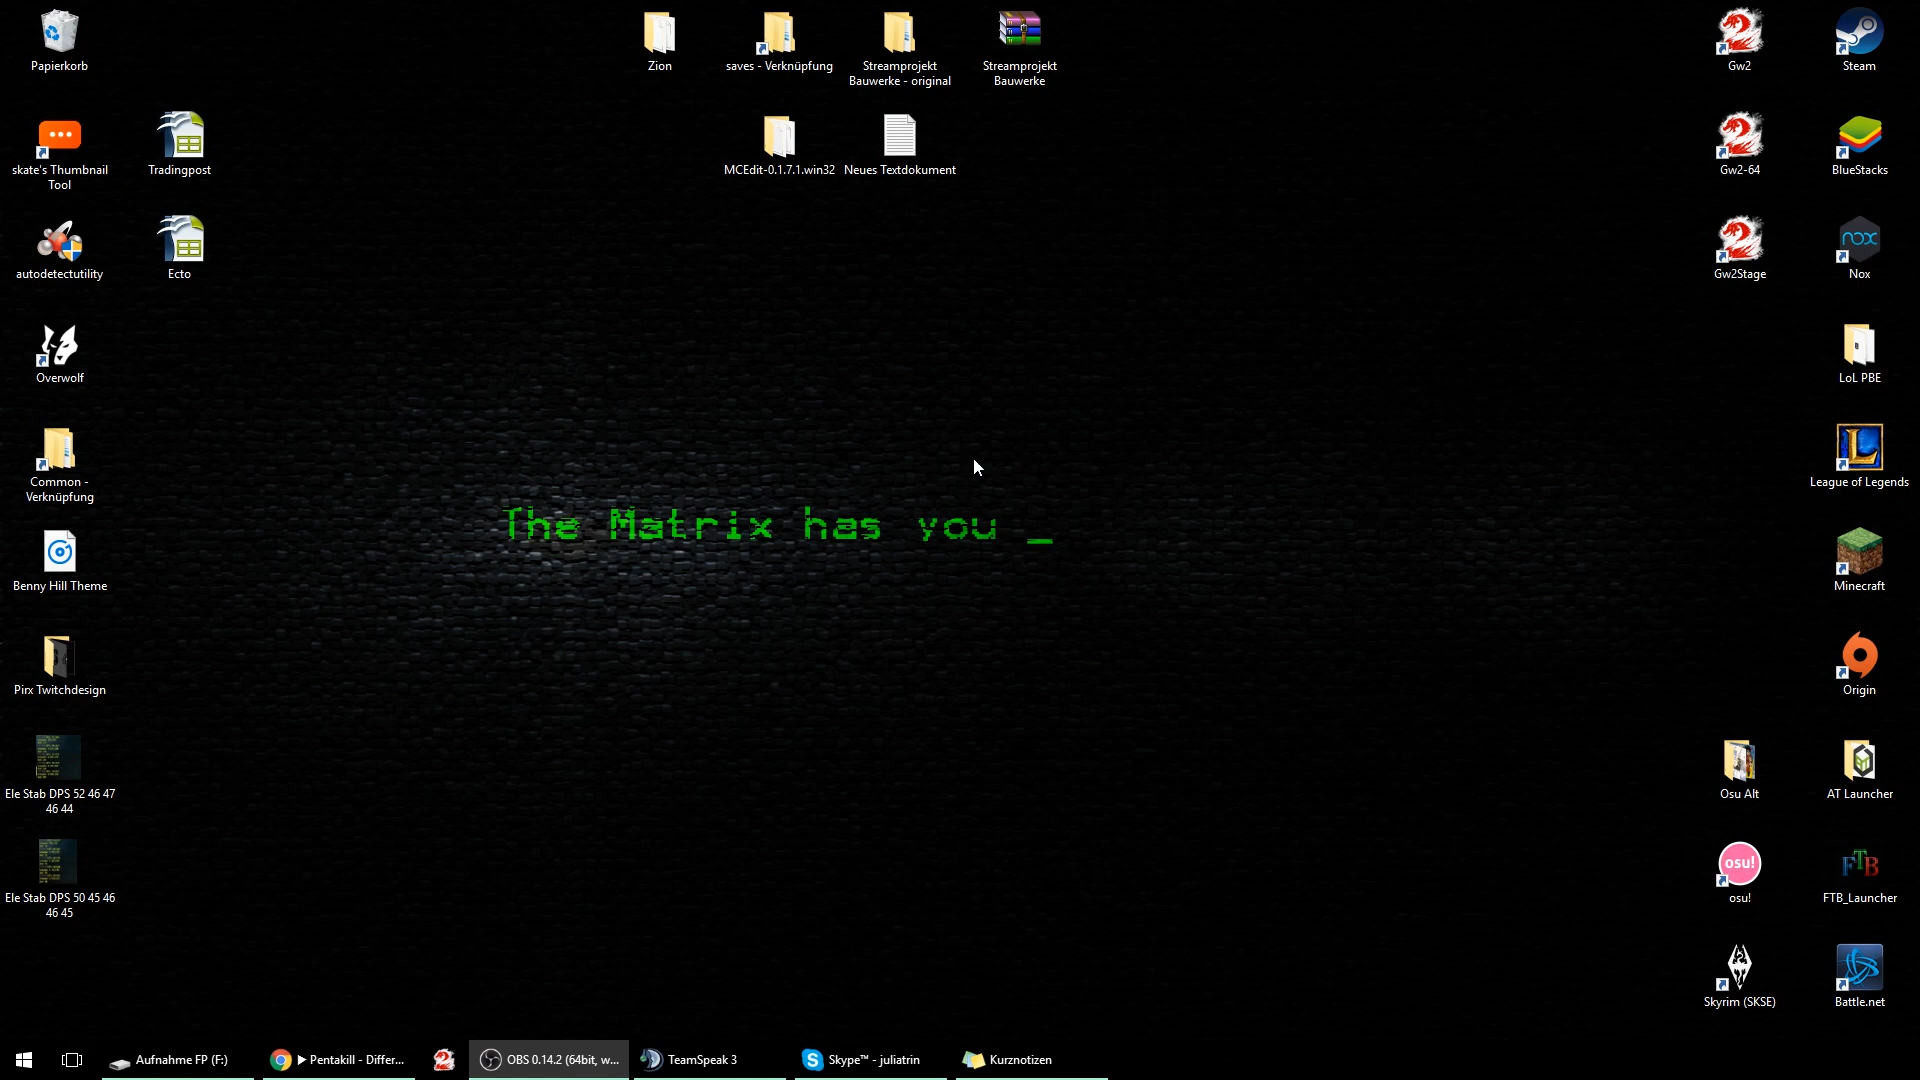 Papierkorb
Zion
saves - Verknüpfung
Streamprojekt
Bauwerke - original
Streamprojekt
Bauwerke
Gw2
Steam
skate's Thumbnail
Tool
Tradingpost
MCEdit-0.1.7.1.win32
Neues Textdokument
Gw2-64
BlueStacks
autodetectutility
Ecto
Gw2Stage
nox
Nox
Overwolf
LoL PBE
Common -
Verknüpfung
L
League of Legends
The Matrix has you _
Benny Hill Theme
Minecraft
Pirx Twitchdesign
Origin
Ele Stab DPS 52 46 47
46 44
Osu Alt
AT Launcher
Ele Stab DPS 50 45 46
46 45
osu!
osu!
FTB
FTB_Launcher
Skyrim (SKSE)
Battle.net
Aufnahme FP (F:)
Pentakill - Differ...
OBS 0.14.2 (64bit, w...
TeamSpeak 3
Skype™ - juliatrin
Kurznotizen